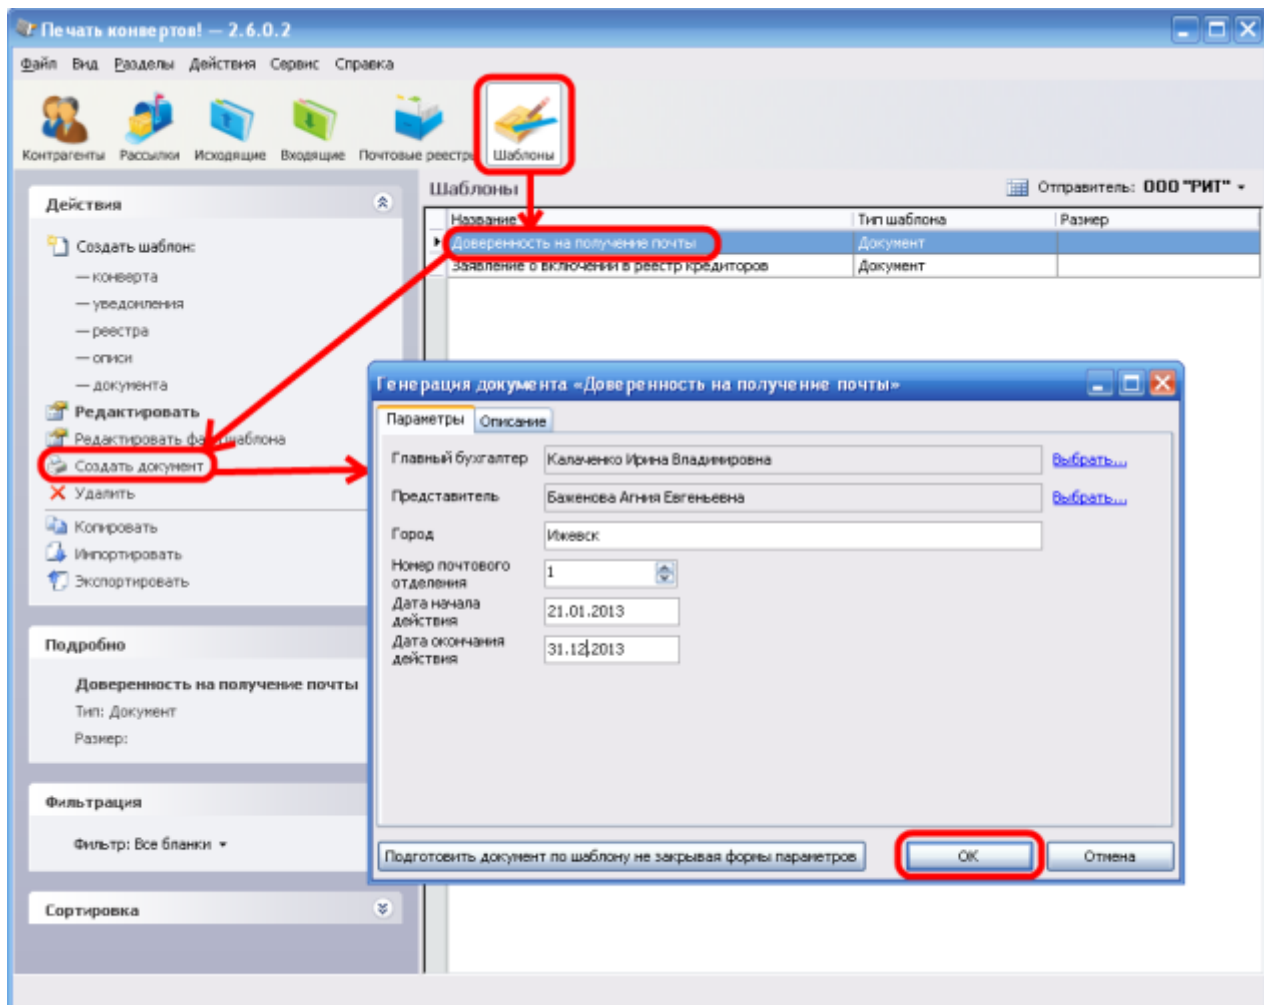 Печать конвертов! — 2.6.0.2
Файл Вид Разделы Действия Сервис Справка
Контрагенты Рассылки Исходящие Входящие Почтовые реестры Шаблоны
Шаблоны
Отправитель: ООО "РИТ"
Действия
Создать шаблон:
— конверта
— уведомления
— реестра
— описи
— документа
Редактировать
Редактировать файл шаблона
Создать документ
Удалить
Копировать
Импортировать
Экспортировать
Подробно
Доверенность на получение почты
Тип: Документ
Размер:
Фильтрация
Фильтр: Все бланки
Сортировка
Название Тип шаблона Размер
Доверенность на получение почты Документ
Заявление о включении в реестр кредиторов Документ
Генерация документа «Доверенность на получение почты»
Параметры Описание
Главный бухгалтер Калаченко Ирина Владимировна Выбрать...
Представитель Баженова Агния Евгеньевна Выбрать...
Город Ижевск
Номер почтового отделения 1
Дата начала действия 21.01.2013
Дата окончания действия 31.12.2013
Подготовить документ по шаблону не закрывая формы параметров OK Отмена